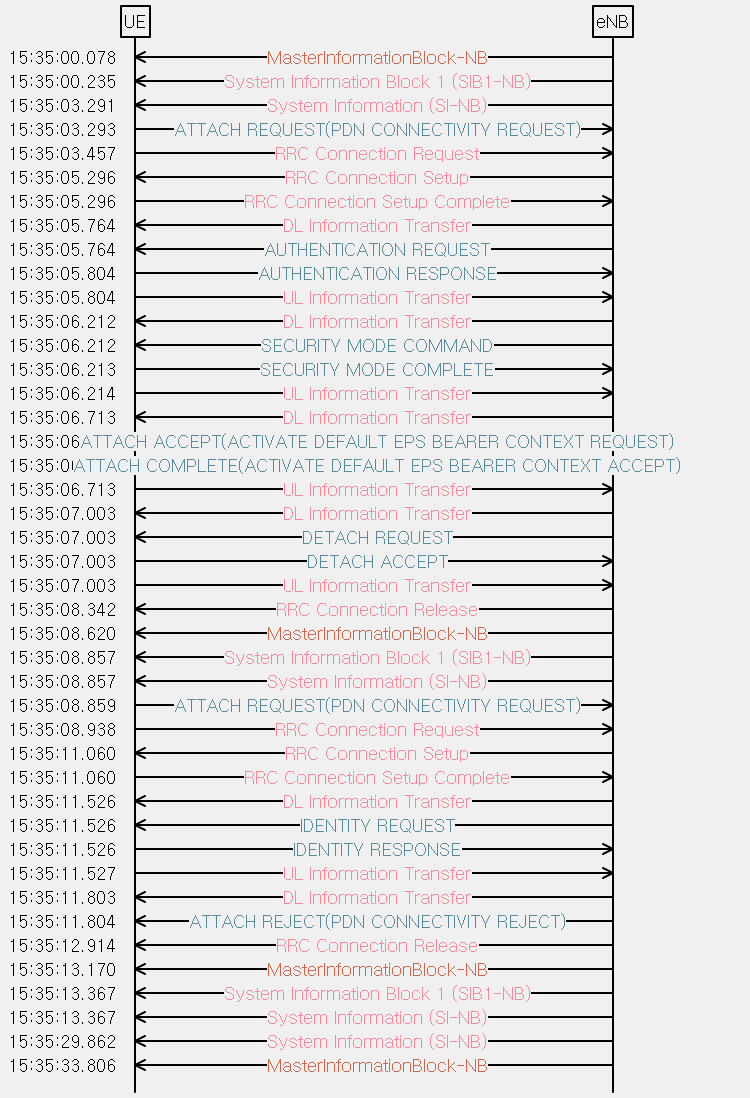 UE eNB
15:35:00.078 MasterInformationBlock-NB
15:35:00.235 System Information Block 1 (SIB1-NB)
15:35:03.291 System Information (SI-NB)
15:35:03.293 ATTACH REQUEST(PDN CONNECTIVITY REQUEST)
15:35:03.457 RRC Connection Request
15:35:05.296 RRC Connection Setup
15:35:05.296 RRC Connection Setup Complete
15:35:05.764 DL Information Transfer
15:35:05.764 AUTHENTICATION REQUEST
15:35:05.804 AUTHENTICATION RESPONSE
15:35:05.804 UL Information Transfer
15:35:06.212 DL Information Transfer
15:35:06.212 SECURITY MODE COMMAND
15:35:06.213 SECURITY MODE COMPLETE
15:35:06.214 UL Information Transfer
15:35:06.713 DL Information Transfer
15:35:06 ATTACH ACCEPT(ACTIVATE DEFAULT EPS BEARER CONTEXT REQUEST)
15:35:0 ATTACH COMPLETE(ACTIVATE DEFAULT EPS BEARER CONTEXT ACCEPT)
15:35:06.713 UL Information Transfer
15:35:07.003 DL Information Transfer
15:35:07.003 DETACH REQUEST
15:35:07.003 DETACH ACCEPT
15:35:07.003 UL Information Transfer
15:35:08.342 RRC Connection Release
15:35:08.620 MasterInformationBlock-NB
15:35:08.857 System Information Block 1 (SIB1-NB)
15:35:08.857 System Information (SI-NB)
15:35:08.859 ATTACH REQUEST(PDN CONNECTIVITY REQUEST)
15:35:08.938 RRC Connection Request
15:35:11.060 RRC Connection Setup
15:35:11.060 RRC Connection Setup Complete
15:35:11.526 DL Information Transfer
15:35:11.526 IDENTITY REQUEST
15:35:11.526 IDENTITY RESPONSE
15:35:11.527 UL Information Transfer
15:35:11.803 DL Information Transfer
15:35:11.804 ATTACH REJECT(PDN CONNECTIVITY REJECT)
15:35:12.914 RRC Connection Release
15:35:13.170 MasterInformationBlock-NB
15:35:13.367 System Information Block 1 (SIB1-NB)
15:35:13.367 System Information (SI-NB)
15:35:29.862 System Information (SI-NB)
15:35:33.806 MasterInformationBlock-NB